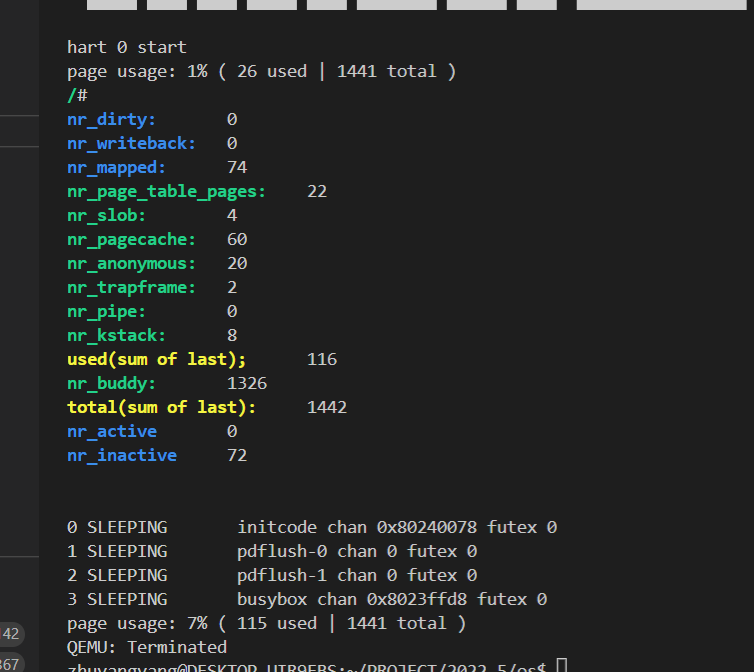 hart 0 start
page usage: 1% ( 26 used | 1441 total )
/#
nr_dirty: 0
nr_writeback: 0
nr_mapped: 74
nr_page_table_pages: 22
nr_slob: 4
nr_pagecache: 60
nr_anonymous: 20
nr_trapframe: 2
nr_pipe: 0
nr_kstack: 8
used(sum of last); 116
nr_buddy: 1326
total(sum of last): 1442
nr_active 0
nr_inactive 72
0 SLEEPING initcode chan 0x80240078 futex 0
1 SLEEPING pdflush-0 chan 0 futex 0
2 SLEEPING pdflush-1 chan 0 futex 0
3 SLEEPING busybox chan 0x8023ffd8 futex 0
page usage: 7% ( 115 used | 1441 total )
42
QEMU: Terminated
367